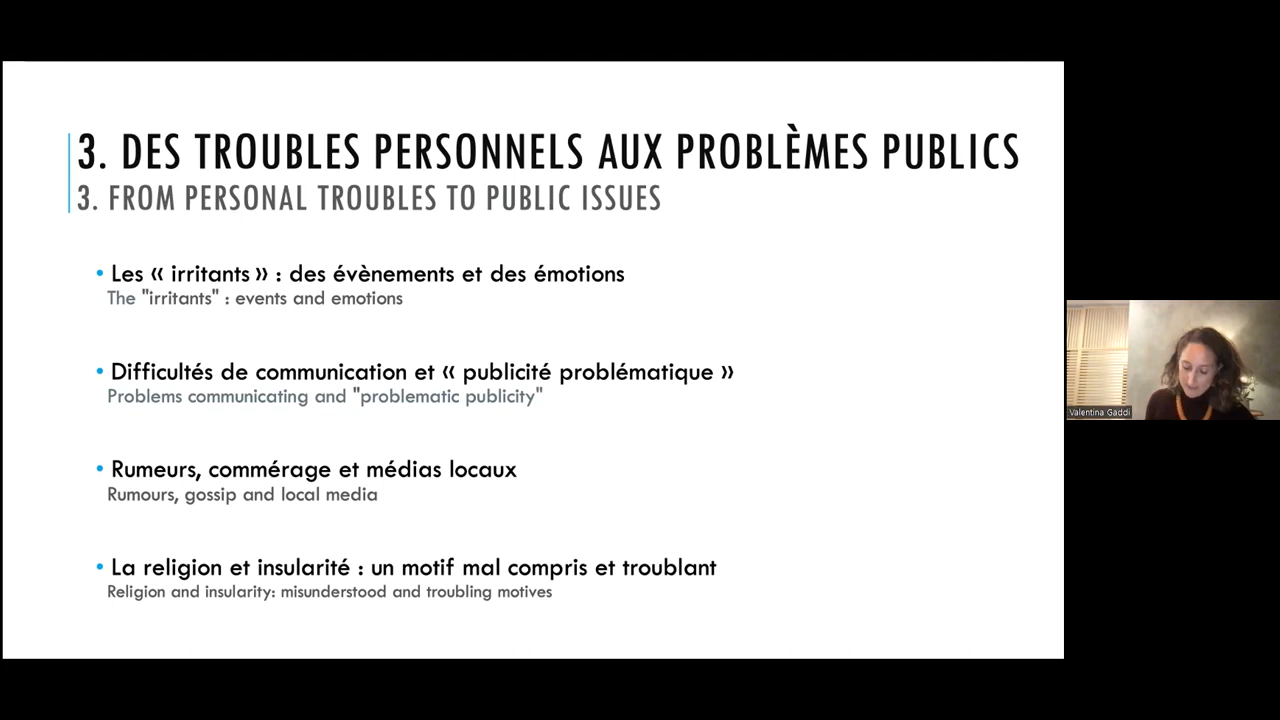 3. DES TROUBLES PERSONNELS AUX PROBLÈMES PUBLICS
3. FROM PERSONAL TROUBLES TO PUBLIC ISSUES
• Les « irritants » : des évènements et des émotions
The "irritants" : events and emotions
• Difficultés de communication et « publicité problématique »
Problems communicating and "problematic publicity"
• Rumeurs, commérage et médias locaux
Rumours, gossip and local media
• La religion et insularité : un motif mal compris et troublant
Religion and insularity: misunderstood and troubling motives
Valentina Gaddi